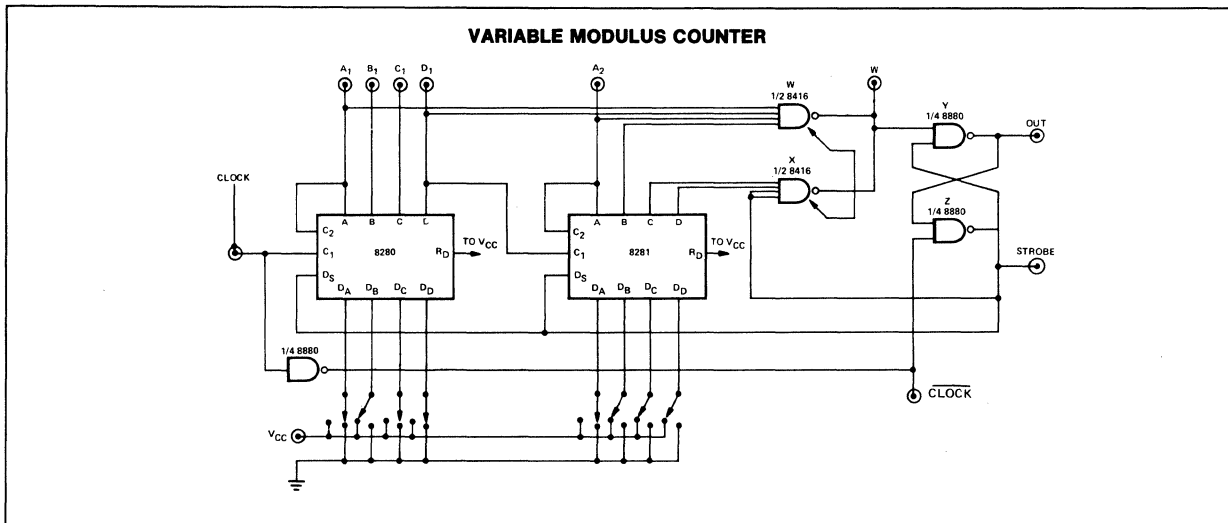 VARIABLE MODULUS COUNTER
A1 B1 C1 D1 A2 W
W
1/2 8416
Y
1/4 8880
OUT
X
1/2 8416
CLOCK
Z
1/4 8880
A B C D
C2
C1
8280
RD
TO VCC
DS
DA DB DC DD
A B C D
C2
C1
8281
RD
TO VCC
DS
DA DB DC DD
STROBE
1/4 8880
CLOCK
VCC